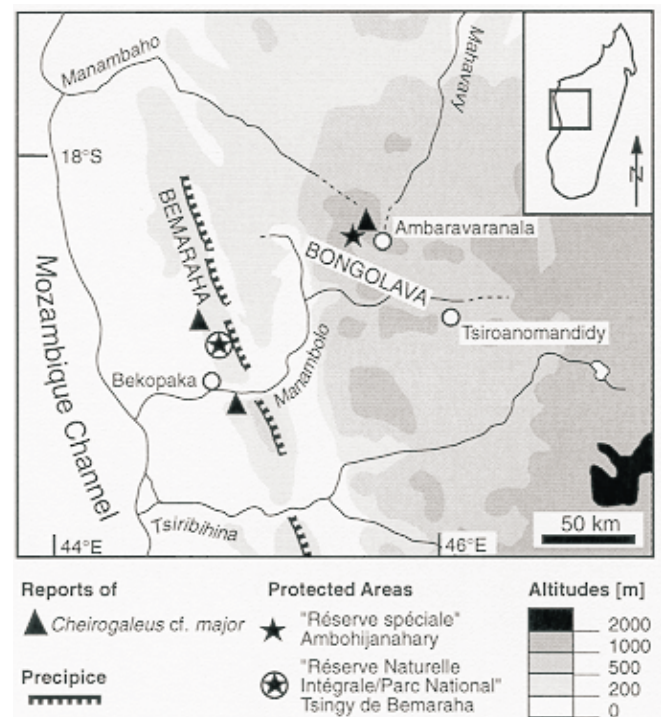 Manambaho
Mahavavy
N
18°S
Ambaravaranala
BEMARAHA
BONGOLAVA
Mozambique Channel
Tsiroanomandidy
Manambolo
Bekopaka
Tsiribihina
50 km
44°E
46°E
Reports of
Cheirogaleus cf. major
Precipice
Protected Areas
"Réserve spéciale"
Ambohijanahary
"Réserve Naturelle
Intégrale/Parc National"
Tsingy de Bemaraha
Altitudes [m]
2000
1000
500
200
0